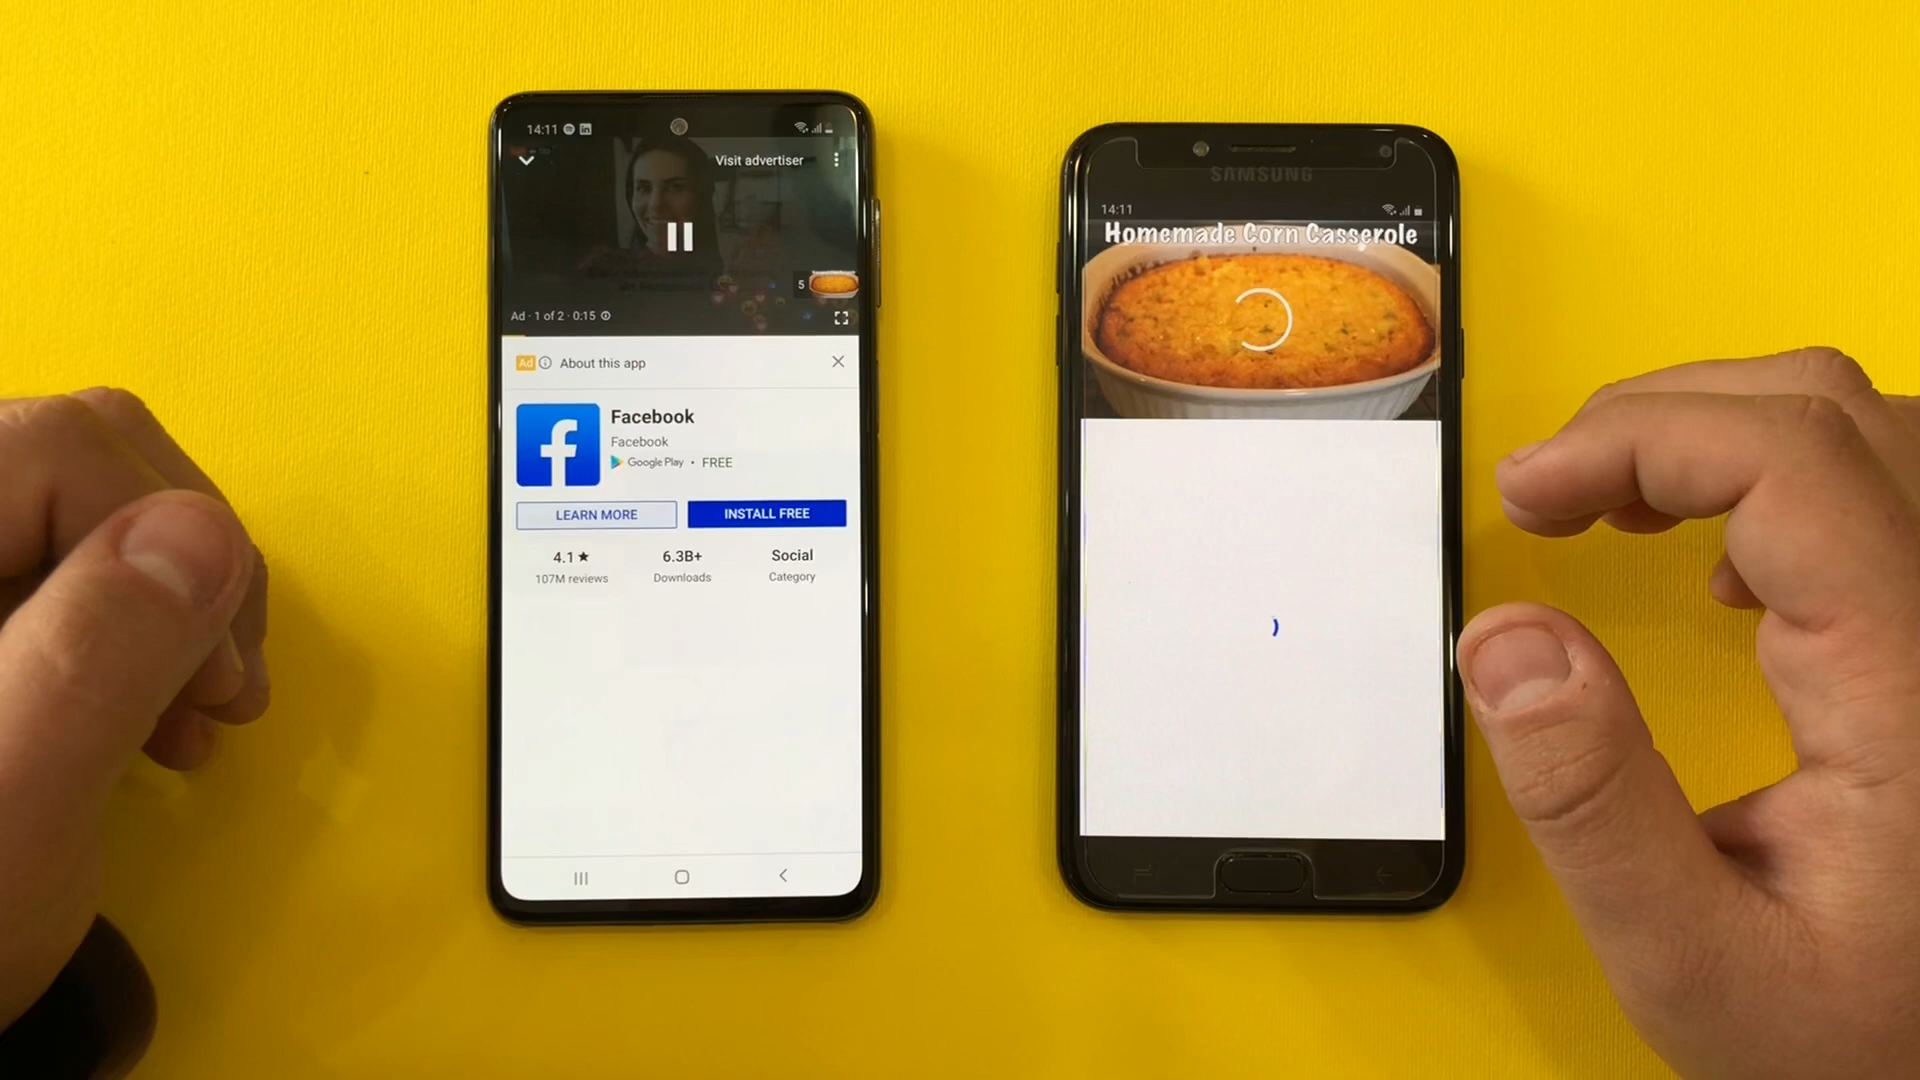 14:11
Visit advertiser
5
Ad · 1 of 2 · 0:15
Ad
About this app
Facebook
Facebook
Google Play • FREE
LEARN MORE
INSTALL FREE
4.1★
6.3B+
Social
107M reviews
Downloads
Category
SAMSUNG
14:11
Homemade Corn Casserole